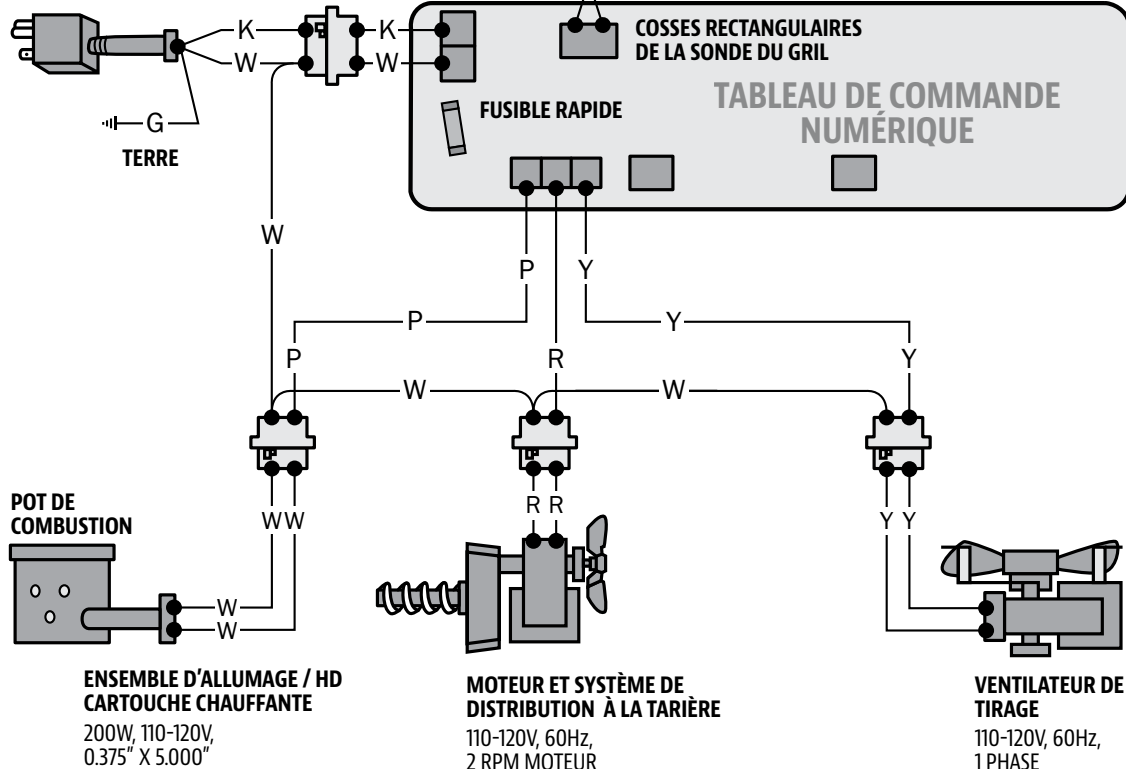 K
K
W
W
G
TERRE
COSSES RECTANGULAIRES
DE LA SONDE DU GRIL
FUSIBLE RAPIDE
TABLEAU DE COMMANDE
NUMÉRIQUE
W
P
Y
P
Y
P
R
Y
W
W
POT DE
COMBUSTION
W W
R R
Y Y
W
W
ENSEMBLE D'ALLUMAGE / HD
CARTOUCHE CHAUFFANTE
200W, 110-120V,
0.375" X 5.000"
MOTEUR ET SYSTÈME DE
DISTRIBUTION À LA TARIÈRE
110-120V, 60Hz,
2 RPM MOTEUR
VENTILATEUR DE
TIRAGE
110-120V, 60Hz,
1 PHASE